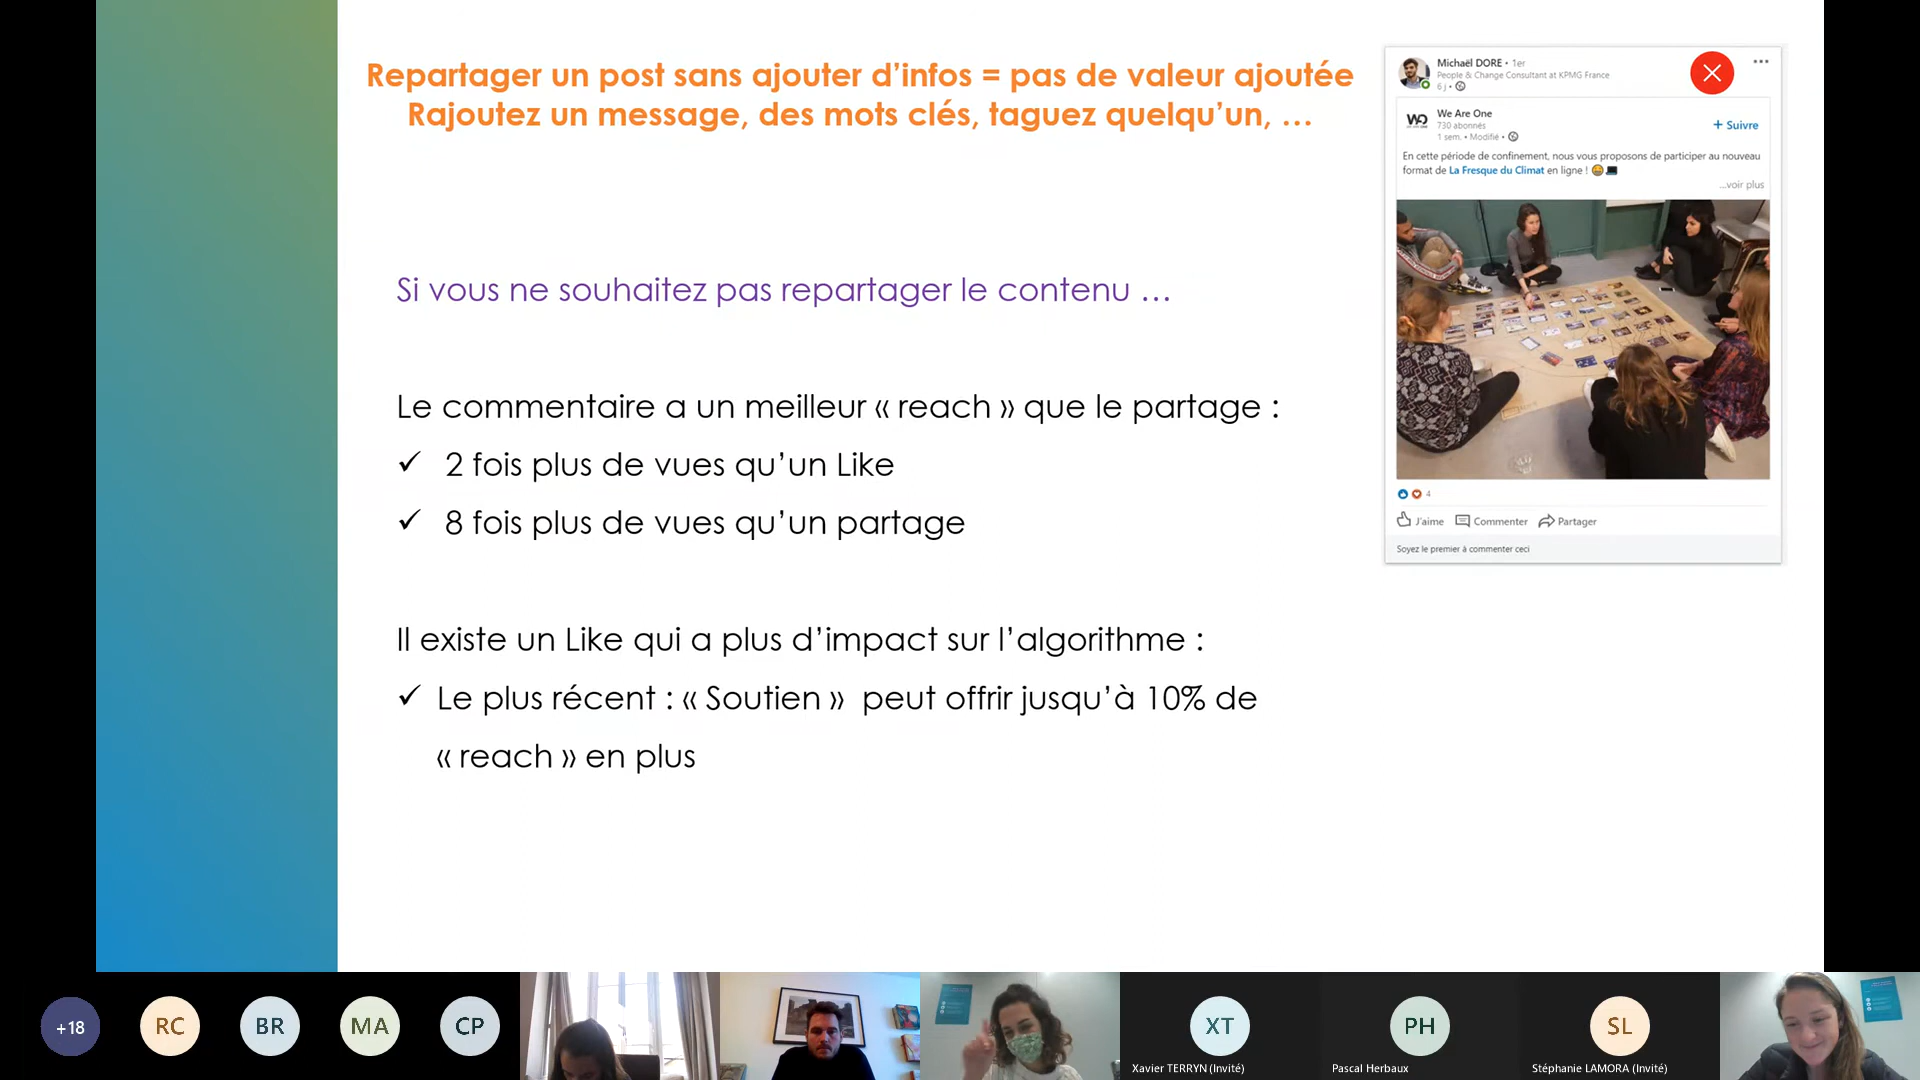 Repartager un post sans ajouter d’infos = pas de valeur ajoutée
Rajoutez un message, des mots clés, taguez quelqu’un, …
Si vous ne souhaitez pas repartager le contenu …
Le commentaire a un meilleur « reach » que le partage :
✓ 2 fois plus de vues qu’un Like
✓ 8 fois plus de vues qu’un partage
Il existe un Like qui a plus d’impact sur l’algorithme :
✓ Le plus récent : « Soutien » peut offrir jusqu’à 10% de
« reach » en plus
Michaël DORE • 1er
People & Change Consultant at KPMG France
6 j •
We Are One
730 abonnés
1 sem. • Modifié •
+ Suivre
En cette période de confinement, nous vous proposons de participer au nouveau
format de La Fresque du Climat en ligne !
...voir plus
4
J'aime Commenter Partager
Soyez le premier à commenter ceci
+18
RC
BR
MA
CP
XT
Xavier TERRYN (Invité)
PH
Pascal Herbaux
SL
Stéphanie LAMORA (Invité)